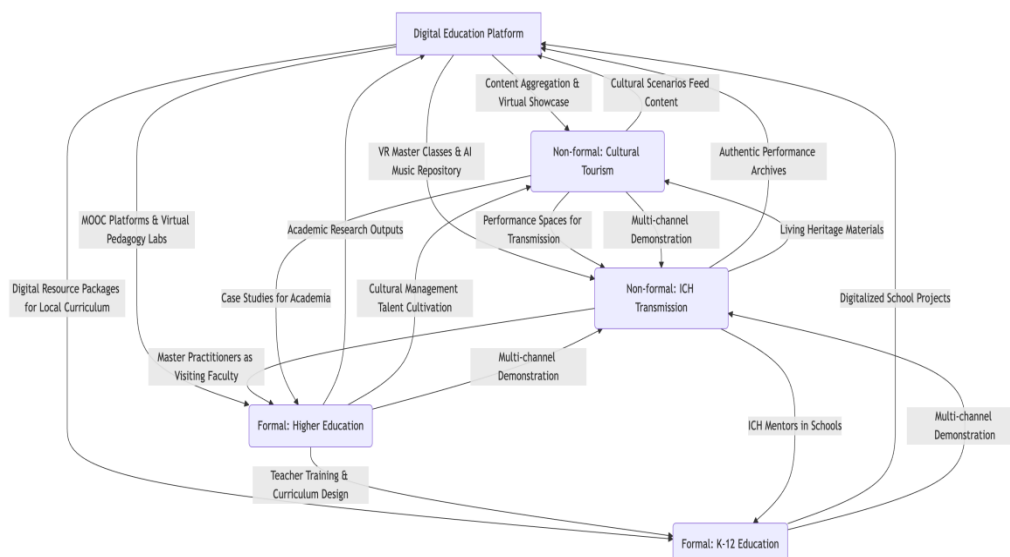 Digital Education Platform
Content Aggregation &
Virtual Showcase
Cultural Scenarios Feed
Content
VR Master Classes & AI
Music Repository
Non-formal: Cultural
Tourism
Authentic Performance
Archives
MOOC Platforms & Virtual
Pedagogy Labs
Academic Research Outputs
Performance Spaces for
Transmission
Multi-channel
Demonstration
Living Heritage Materials
Digital Resource Packages
for Local Curriculum
Case Studies for Academia
Cultural Management
Talent Cultivation
Non-formal: ICH
Transmission
Digitalized School Projects
Master Practitioners as
Visiting Faculty
Multi-channel
Demonstration
Formal: Higher Education
ICH Mentors in Schools
Multi-channel
Demonstration
Teacher Training &
Curriculum Design
Formal: K-12 Education